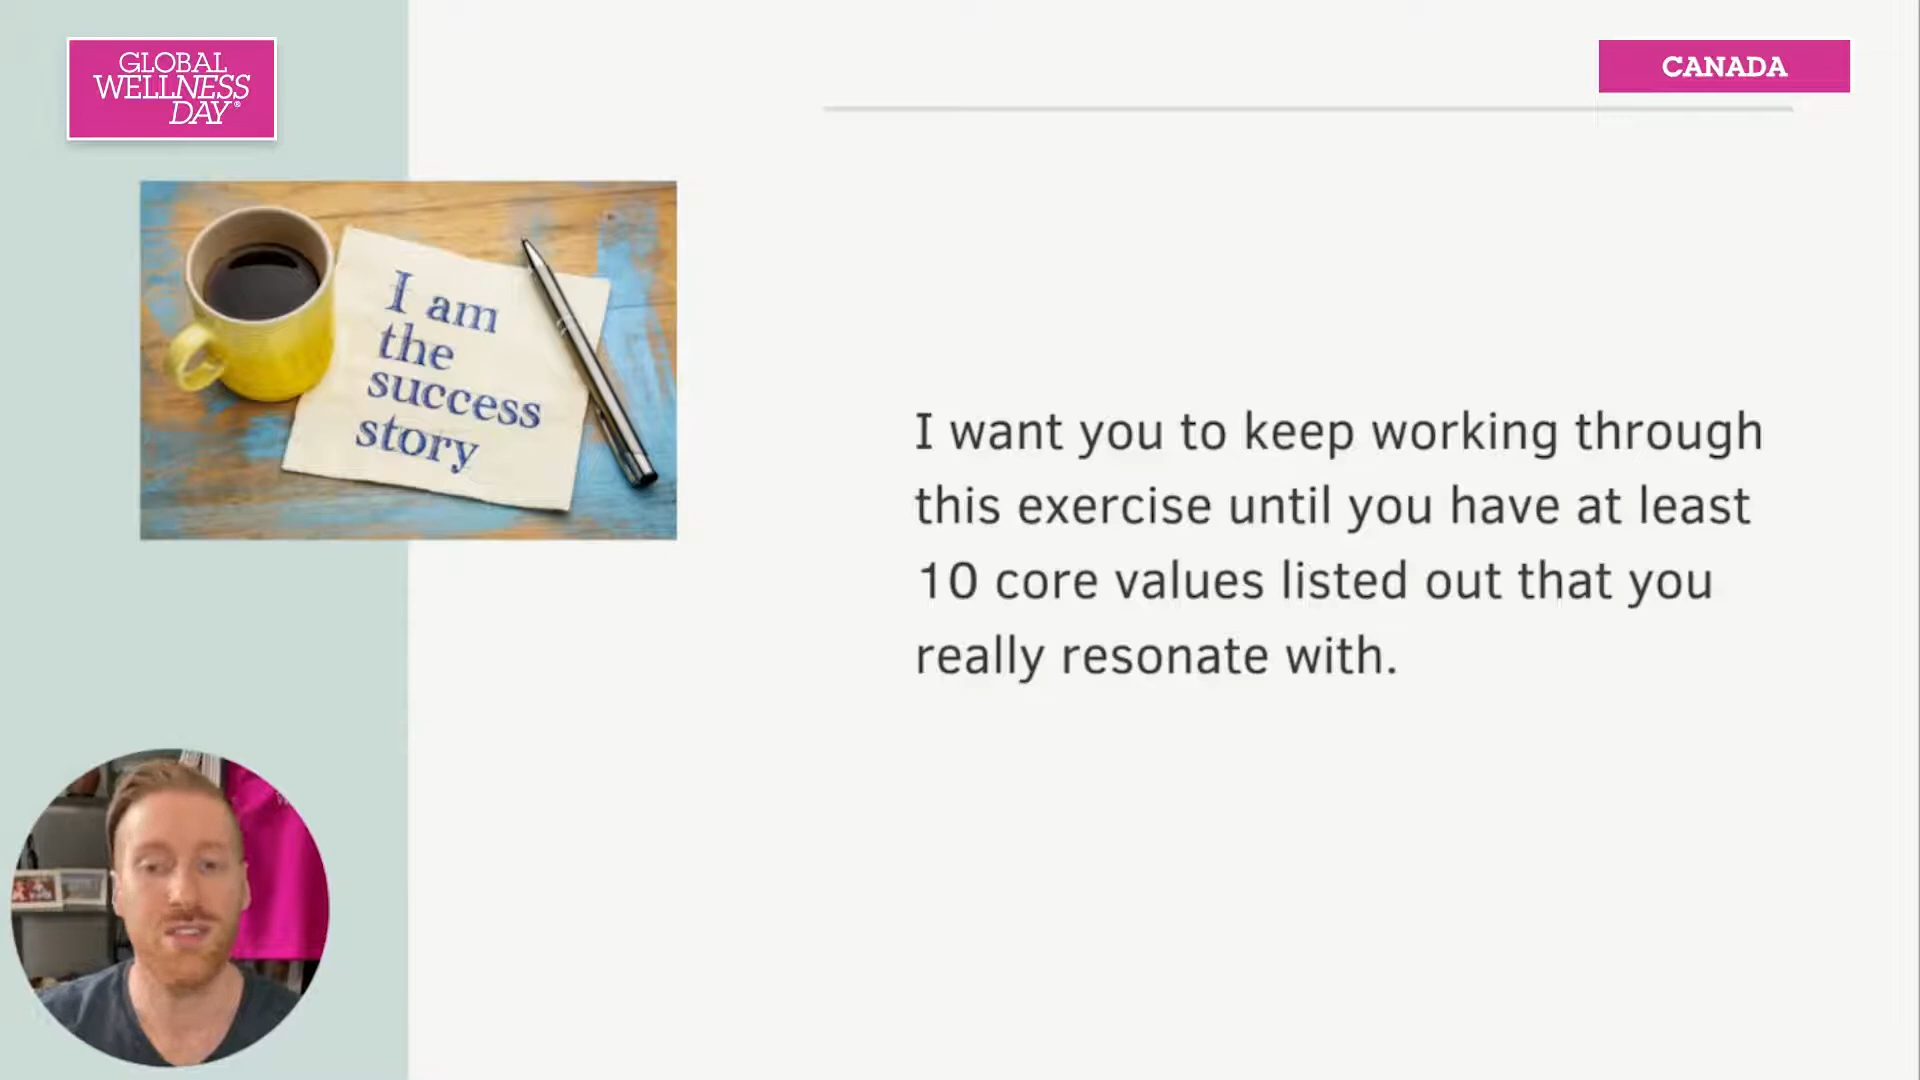 GLOBAL
WELLNESS
DAY®
CANADA
I am
the
success
story
I want you to keep working through
this exercise until you have at least
10 core values listed out that you
really resonate with.